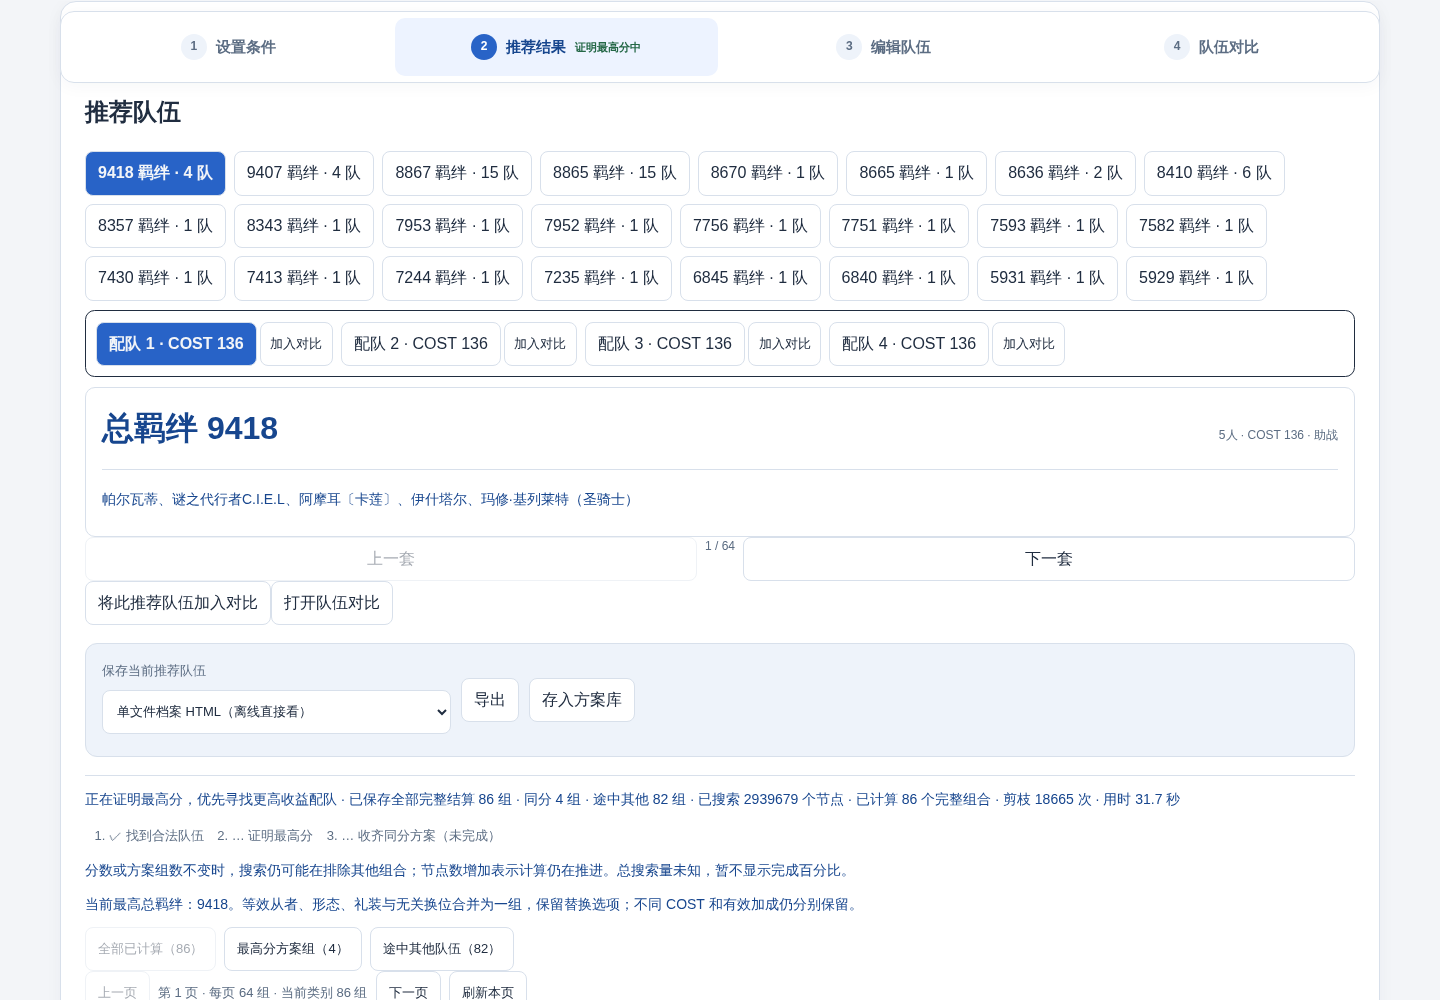 1 设置条件 2 推荐结果 证明最高分中 3 编辑队伍 4 队伍对比
推荐队伍
9418 羁绊 · 4 队 9407 羁绊 · 4 队 8867 羁绊 · 15 队 8865 羁绊 · 15 队 8670 羁绊 · 1 队 8665 羁绊 · 1 队 8636 羁绊 · 2 队 8410 羁绊 · 6 队
8357 羁绊 · 1 队 8343 羁绊 · 1 队 7953 羁绊 · 1 队 7952 羁绊 · 1 队 7756 羁绊 · 1 队 7751 羁绊 · 1 队 7593 羁绊 · 1 队 7582 羁绊 · 1 队
7430 羁绊 · 1 队 7413 羁绊 · 1 队 7244 羁绊 · 1 队 7235 羁绊 · 1 队 6845 羁绊 · 1 队 6840 羁绊 · 1 队 5931 羁绊 · 1 队 5929 羁绊 · 1 队
配队 1 · COST 136 加入对比 配队 2 · COST 136 加入对比 配队 3 · COST 136 加入对比 配队 4 · COST 136 加入对比
总羁绊 9418
5人 · COST 136 · 助战
帕尔瓦蒂、谜之代行者C.I.E.L、阿摩耳〔卡莲〕、伊什塔尔、玛修·基列莱特（圣骑士）
上一套 1 / 64 下一套
将此推荐队伍加入对比 打开队伍对比
保存当前推荐队伍
单文件档案 HTML（离线直接看） 导出 存入方案库
正在证明最高分，优先寻找更高收益配队 · 已保存全部完整结算 86 组 · 同分 4 组 · 途中其他 82 组 · 已搜索 2939679 个节点 · 已计算 86 个完整组合 · 剪枝 18665 次 · 用时 31.7 秒
1. ✓ 找到合法队伍 2. … 证明最高分 3. … 收齐同分方案（未完成）
分数或方案组数不变时，搜索仍可能在排除其他组合；节点数增加表示计算仍在推进。总搜索量未知，暂不显示完成百分比。
当前最高总羁绊：9418。等效从者、形态、礼装与无关换位合并为一组，保留替换选项；不同 COST 和有效加成仍分别保留。
全部已计算（86） 最高分方案组（4） 途中其他队伍（82）
上一页 第 1 页 · 每页 64 组 · 当前类别 86 组 下一页 刷新本页